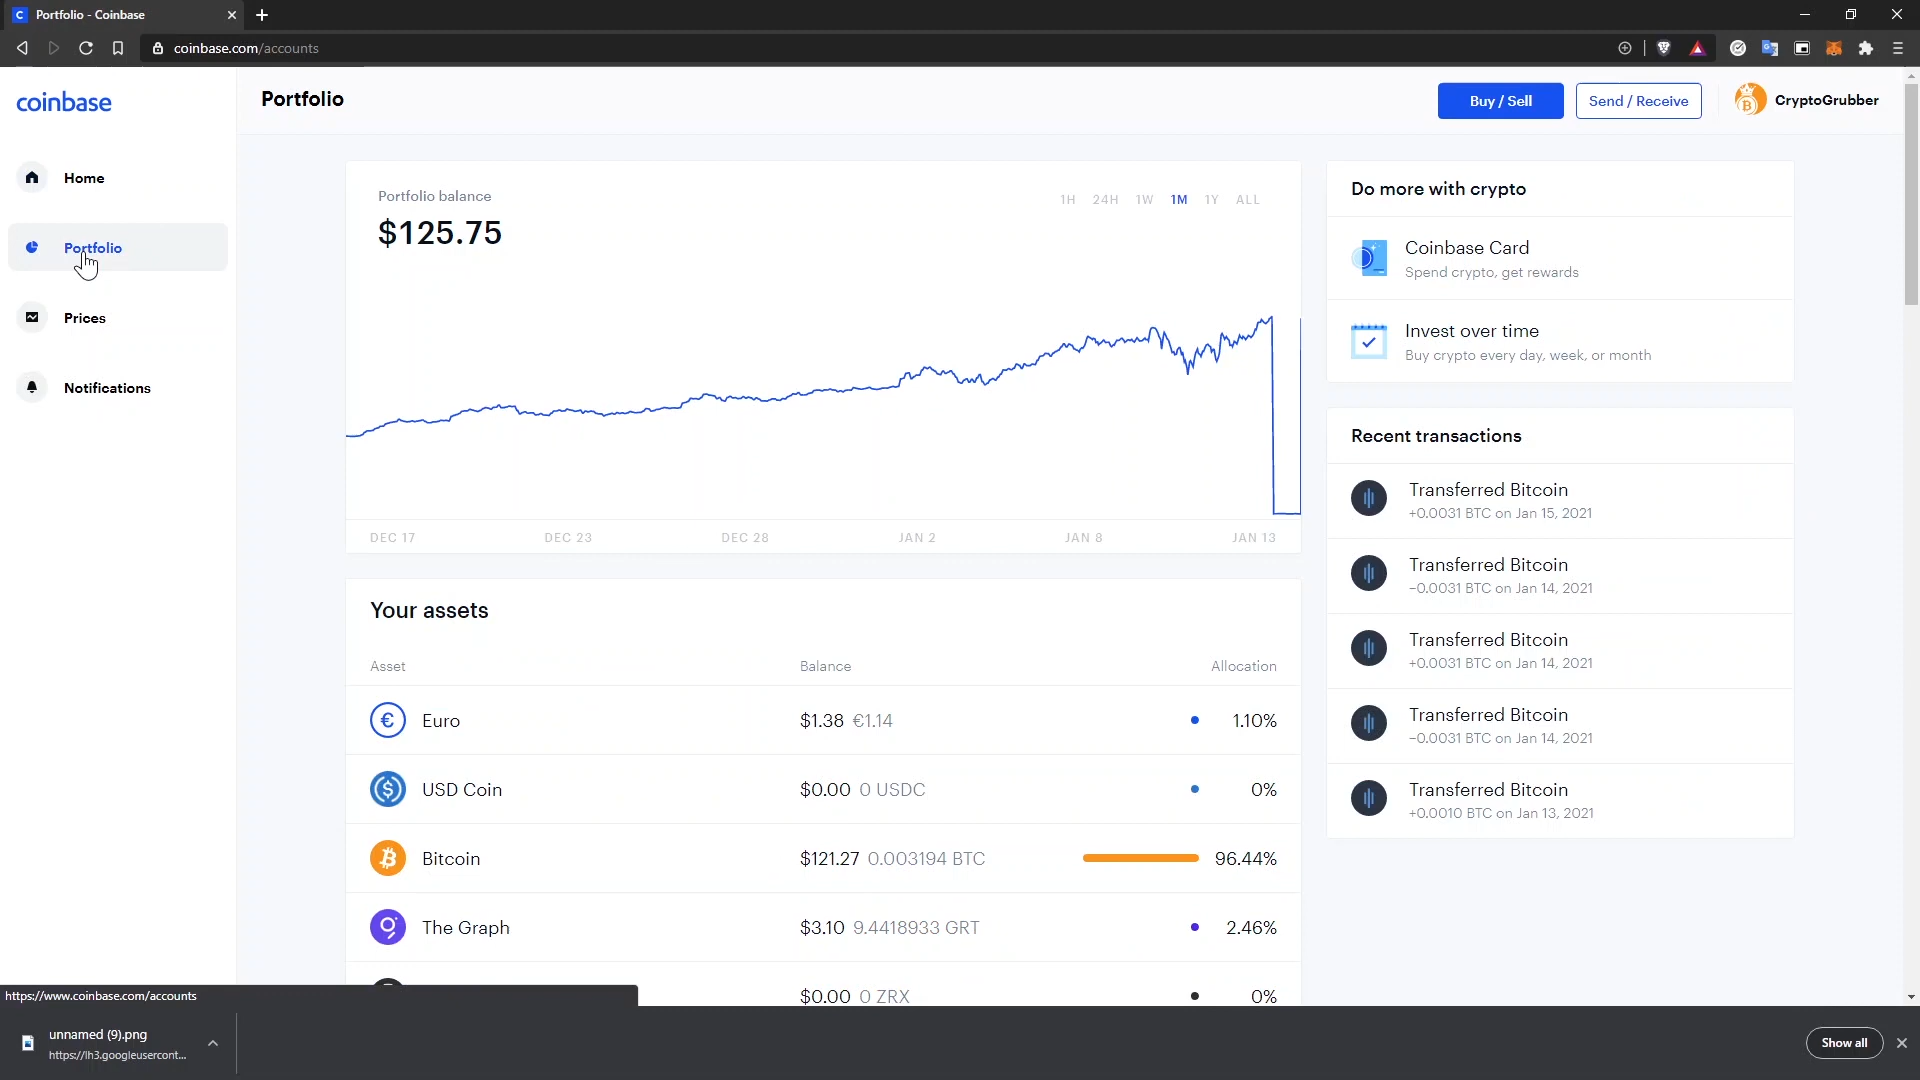 Portfolio - Coinbase
coinbase.com/accounts
coinbase
Portfolio
Buy / Sell
Send / Receive
CryptoGrubber
Home
Portfolio
Prices
Notifications
Portfolio balance
$125.75
1H 24H 1W 1M 1Y ALL
DEC 17 DEC 23 DEC 28 JAN 2 JAN 8 JAN 13
Do more with crypto
Coinbase Card
Spend crypto, get rewards
Invest over time
Buy crypto every day, week, or month
Recent transactions
Transferred Bitcoin
+0.0031 BTC on Jan 15, 2021
Transferred Bitcoin
−0.0031 BTC on Jan 14, 2021
Transferred Bitcoin
+0.0031 BTC on Jan 14, 2021
Transferred Bitcoin
−0.0031 BTC on Jan 14, 2021
Transferred Bitcoin
+0.0010 BTC on Jan 13, 2021
Your assets
Asset Balance Allocation
Euro $1.38 €1.14 1.10%
USD Coin $0.00 0 USDC 0%
Bitcoin $121.27 0.003194 BTC 96.44%
The Graph $3.10 9.4418933 GRT 2.46%
$0.00 0 ZRX 0%
https://www.coinbase.com/accounts
unnamed (9).png
https://lh3.googleusercont...
Show all